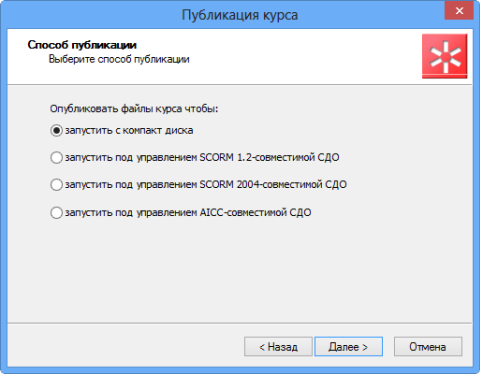 Публикация курса
Способ публикации
Выберите способ публикации
Опубликовать файлы курса чтобы:
запустить с компакт диска
запустить под управлением SCORM 1.2-совместимой СДО
запустить под управлением SCORM 2004-совместимой СДО
запустить под управлением AICC-совместимой СДО
< Назад Далее > Отмена